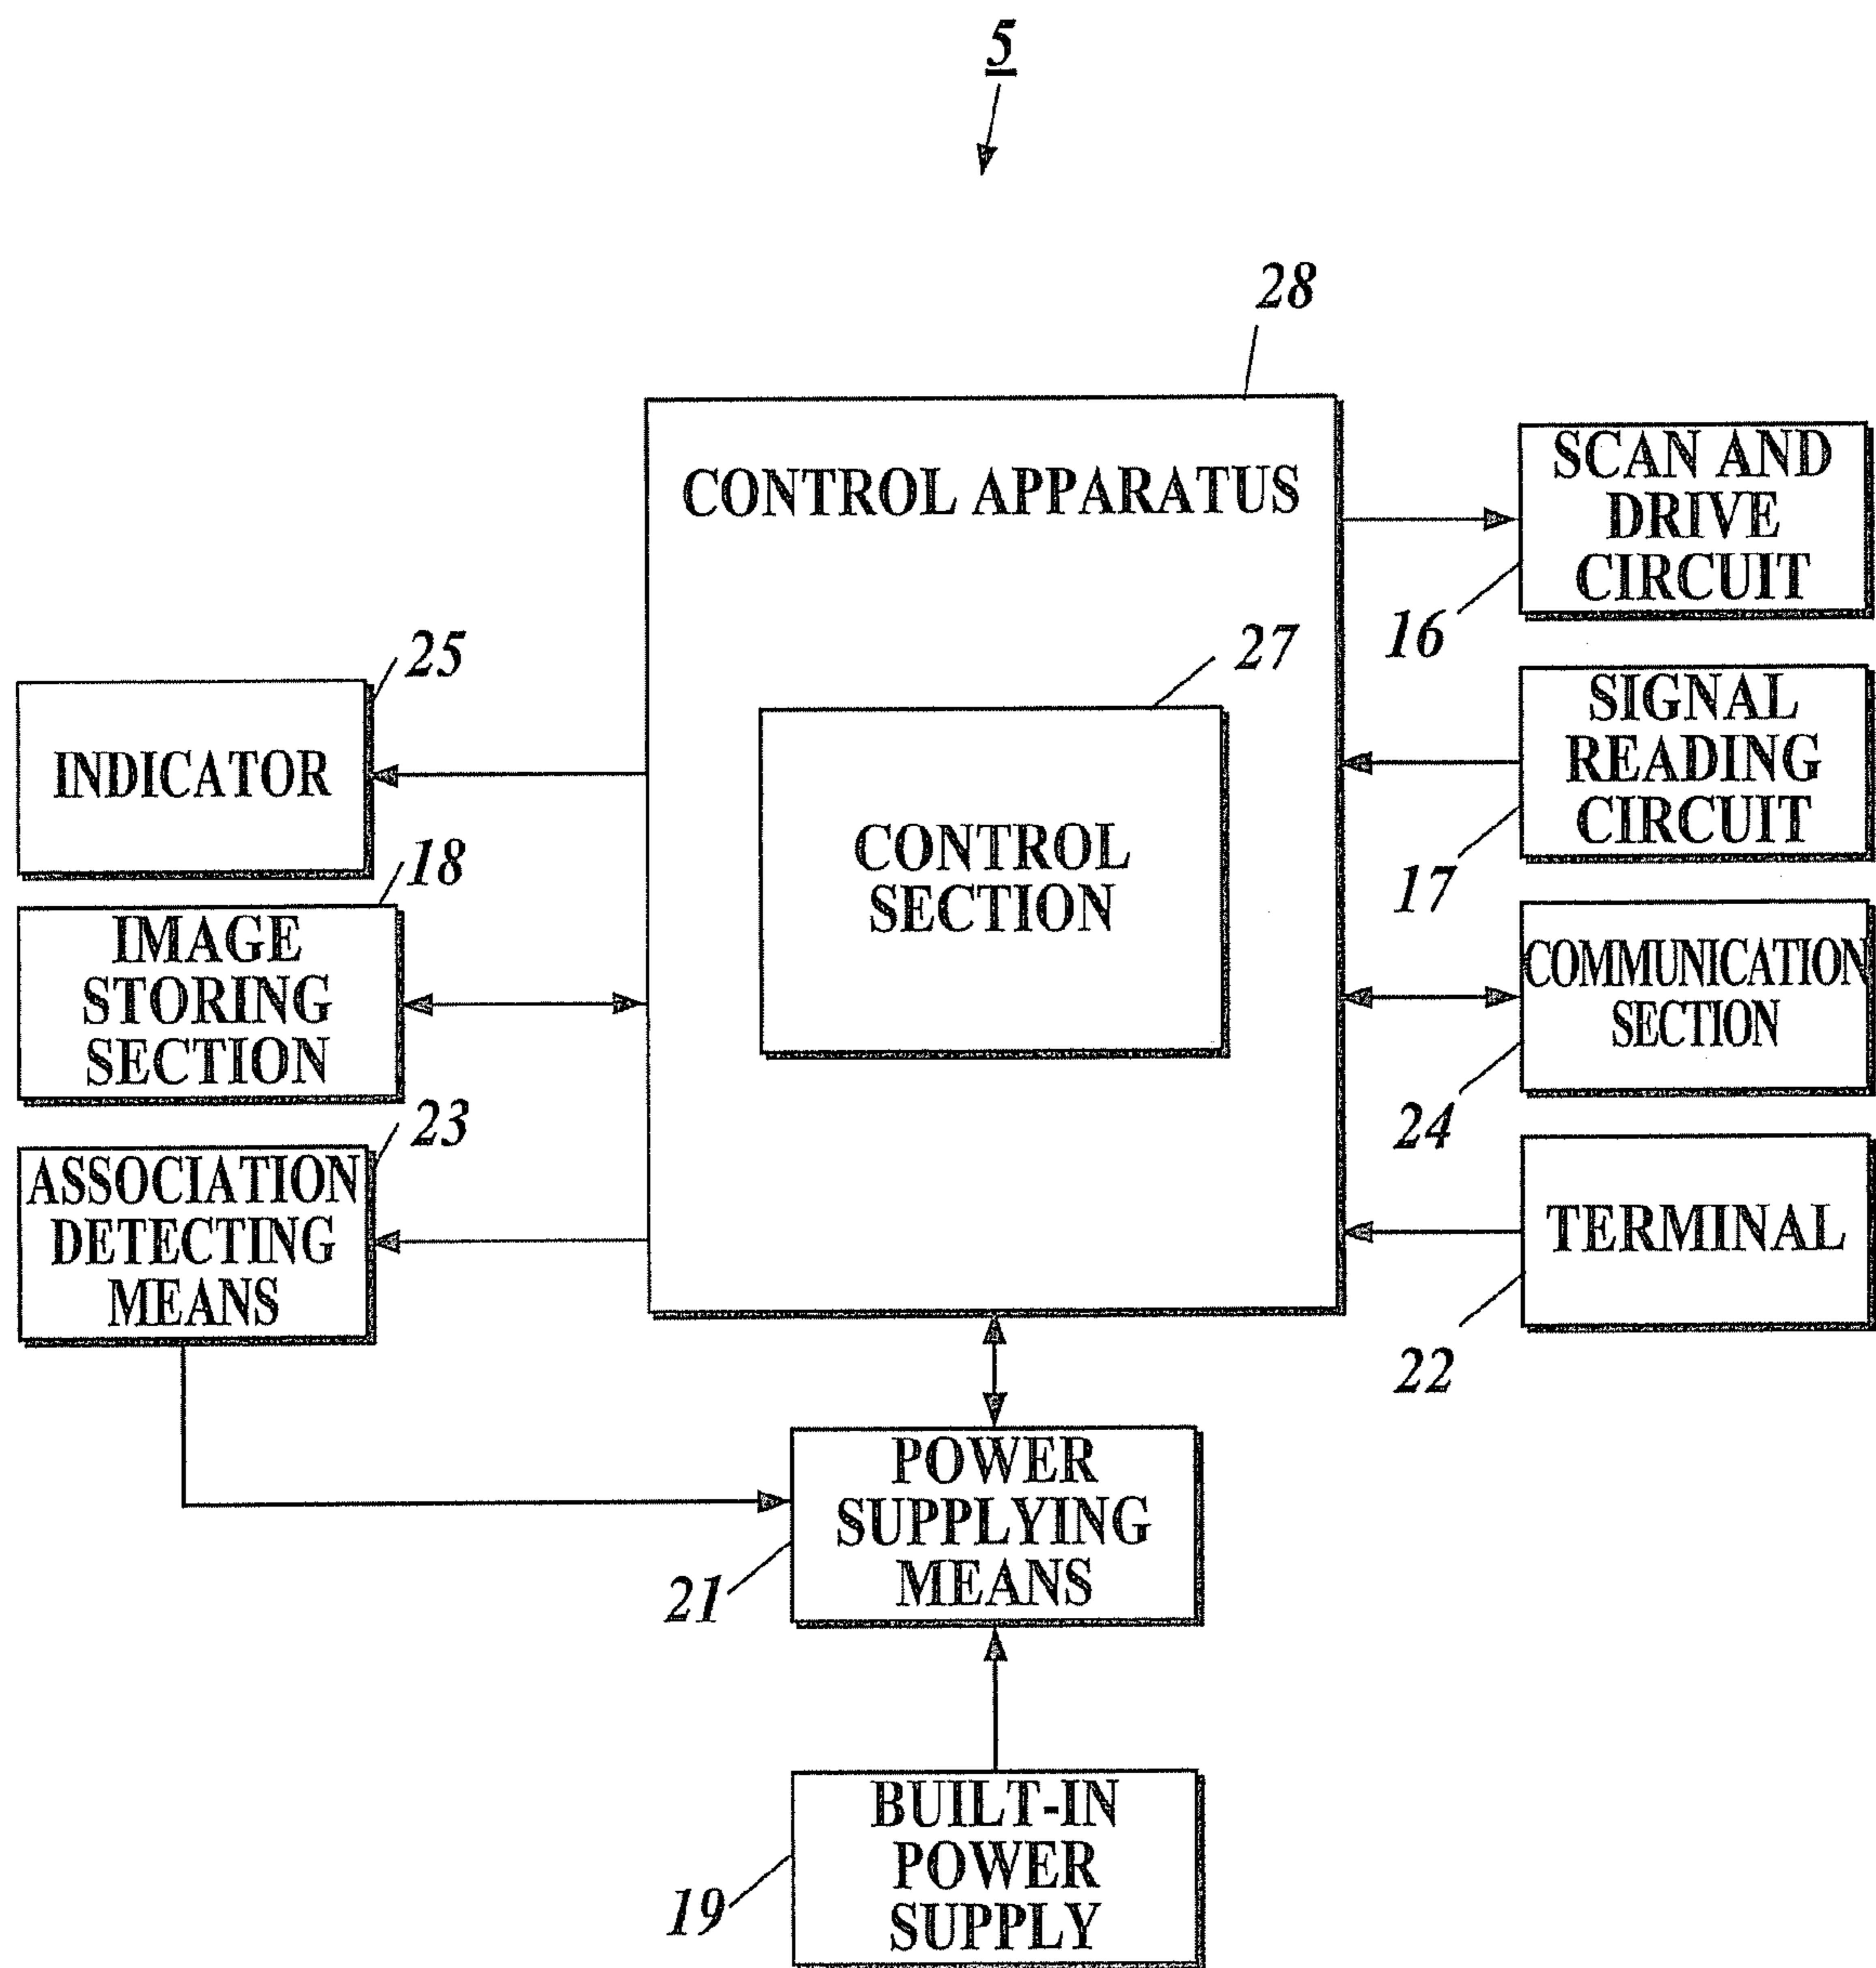 5
28
CONTROL APPARATUS
SCAN AND
DRIVE
CIRCUIT
16
27
25
SIGNAL
READING
CIRCUIT
17
INDICATOR
CONTROL
SECTION
18
IMAGE
STORING
SECTION
COMMUNICATION
SECTION
24
23
ASSOCIATION
DETECTING
MEANS
TERMINAL
22
POWER
SUPPLYING
MEANS
21
BUILT-IN
POWER
SUPPLY
19